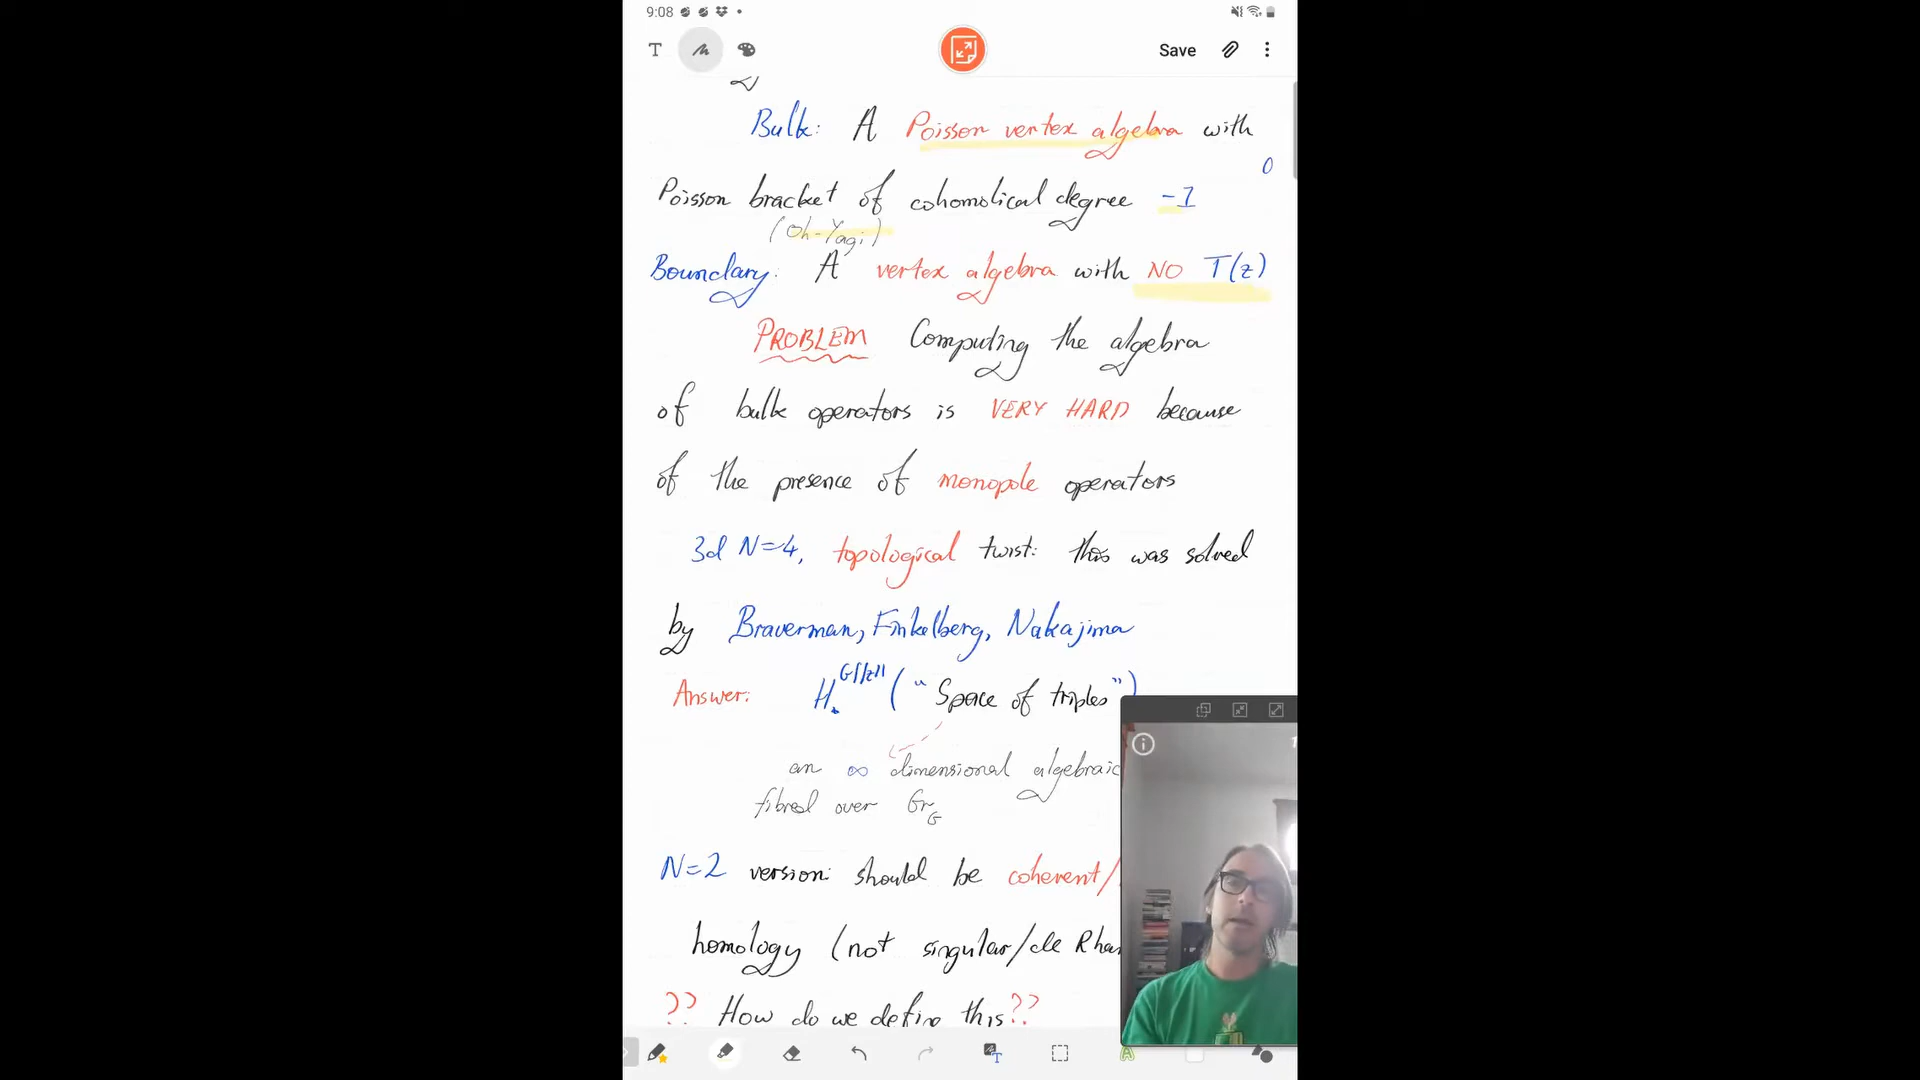 9:08
T Save
Bulk: A Poisson vertex algebra with
0
Poisson bracket of cohomolical degree -1
(Oh-Yagi)
Boundary: A vertex algebra with NO T(z)
PROBLEM Computing the algebra
of bulk operators is VERY HARD because
of the presence of monopole operators
3d N=4, topological twist: this was solved
by Braverman, Finkelberg, Nakajima
Answer: H G[[z]] ("Space of triples")
an ∞ dimensional algebraic
fibred over Gr_G
N=2 version: should be coherent/
homology (not singular/de Rham
?? How do we define this??